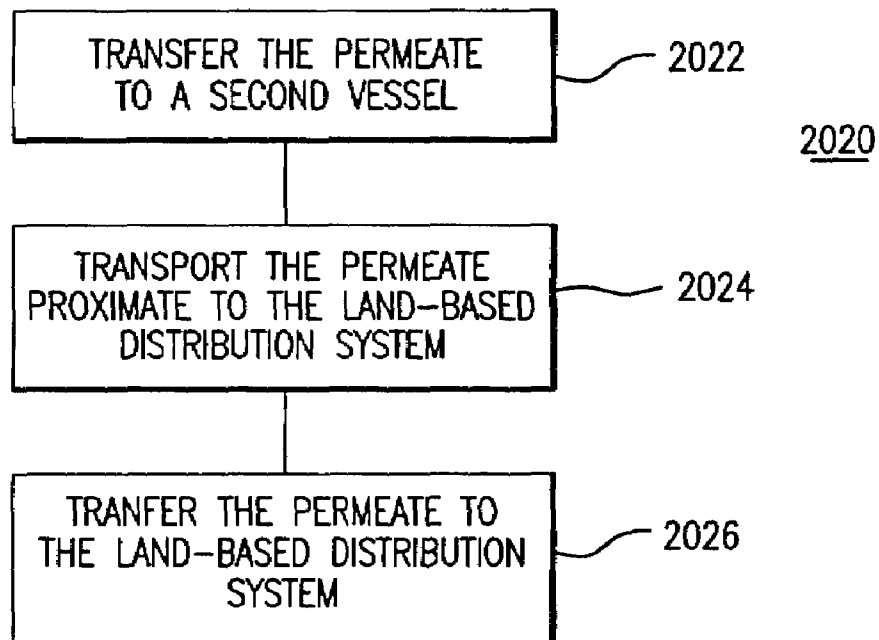 TRANSFER THE PERMEATE
TO A SECOND VESSEL
2022
2020
TRANSPORT THE PERMEATE
PROXIMATE TO THE LAND-BASED
DISTRIBUTION SYSTEM
2024
TRANFER THE PERMEATE TO
THE LAND-BASED DISTRIBUTION
SYSTEM
2026